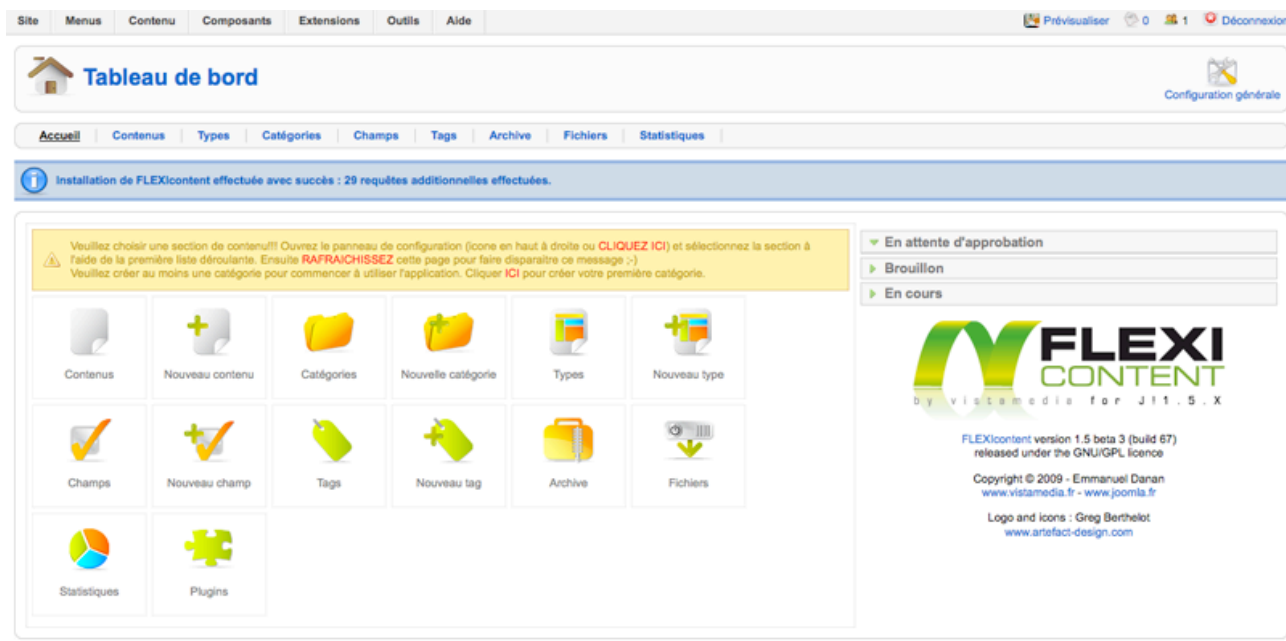 Site Menus Contenu Composants Extensions Outils Aide Prévisualiser 0 1 Déconnexion
Tableau de bord
Configuration générale
Accueil Contenus Types Catégories Champs Tags Archive Fichiers Statistiques
Installation de FLEXIcontent effectuée avec succès : 29 requêtes additionnelles effectuées.
Veuillez choisir une section de contenu!!! Ouvrez le panneau de configuration (icone en haut à droite ou CLIQUEZ ICI) et sélectionnez la section à
l'aide de la première liste déroulante. Ensuite RAFRAICHISSEZ cette page pour faire disparaitre ce message ;-)
Veuillez créer au moins une catégorie pour commencer à utiliser l'application. Cliquer ICI pour créer votre première catégorie.
Contenus Nouveau contenu Catégories Nouvelle catégorie Types Nouveau type
Champs Nouveau champ Tags Nouveau tag Archive Fichiers
Statistiques Plugins
En attente d'approbation
Brouillon
En cours
FLEXI
CONTENT
by vistamedia for J!1.5.X
FLEXIcontent version 1.5 beta 3 (build 67)
released under the GNU/GPL licence
Copyright © 2009 - Emmanuel Danan
www.vistamedia.fr - www.joomla.fr
Logo and icons : Greg Berthelot
www.artefact-design.com